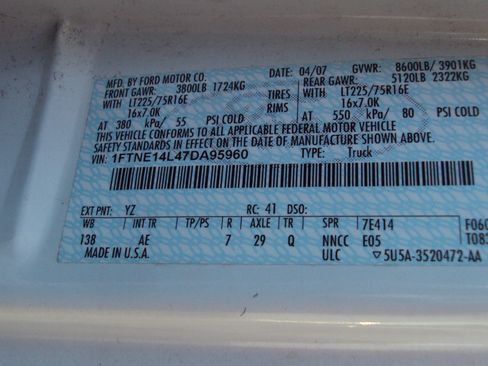 MFD. BY FORD MOTOR CO. 04/07 GVWR: 8600LB/ 3901KG
FRONT GAWR: 3800LB 1724KG REAR GAWR: 5120LB 2322KG
WITH LT225/75R16E TIRES WITH LT225/75R16E
16x7.0K RIMS 16x7.0K
AT 380 kPa/ 55 PSI COLD AT 550 kPa/ 80 PSI COLD
THIS VEHICLE CONFORMS TO ALL APPLICABLE FEDERAL MOTOR VEHICLE
SAFETY STANDARDS IN EFFECT ON THE DATE OF MANUFACTURE SHOWN ABOVE.
VIN: 1FTNE14L47DA95960 TYPE: Truck
EXT PNT: YZ RC: 41 DSO:
WB INT TR TP/PS R AXLE TR SPR 7E414 F060
138 AE 7 29 Q NNCC E05 T083
MADE IN U.S.A. ULC ▽5U5A-3520472-AA